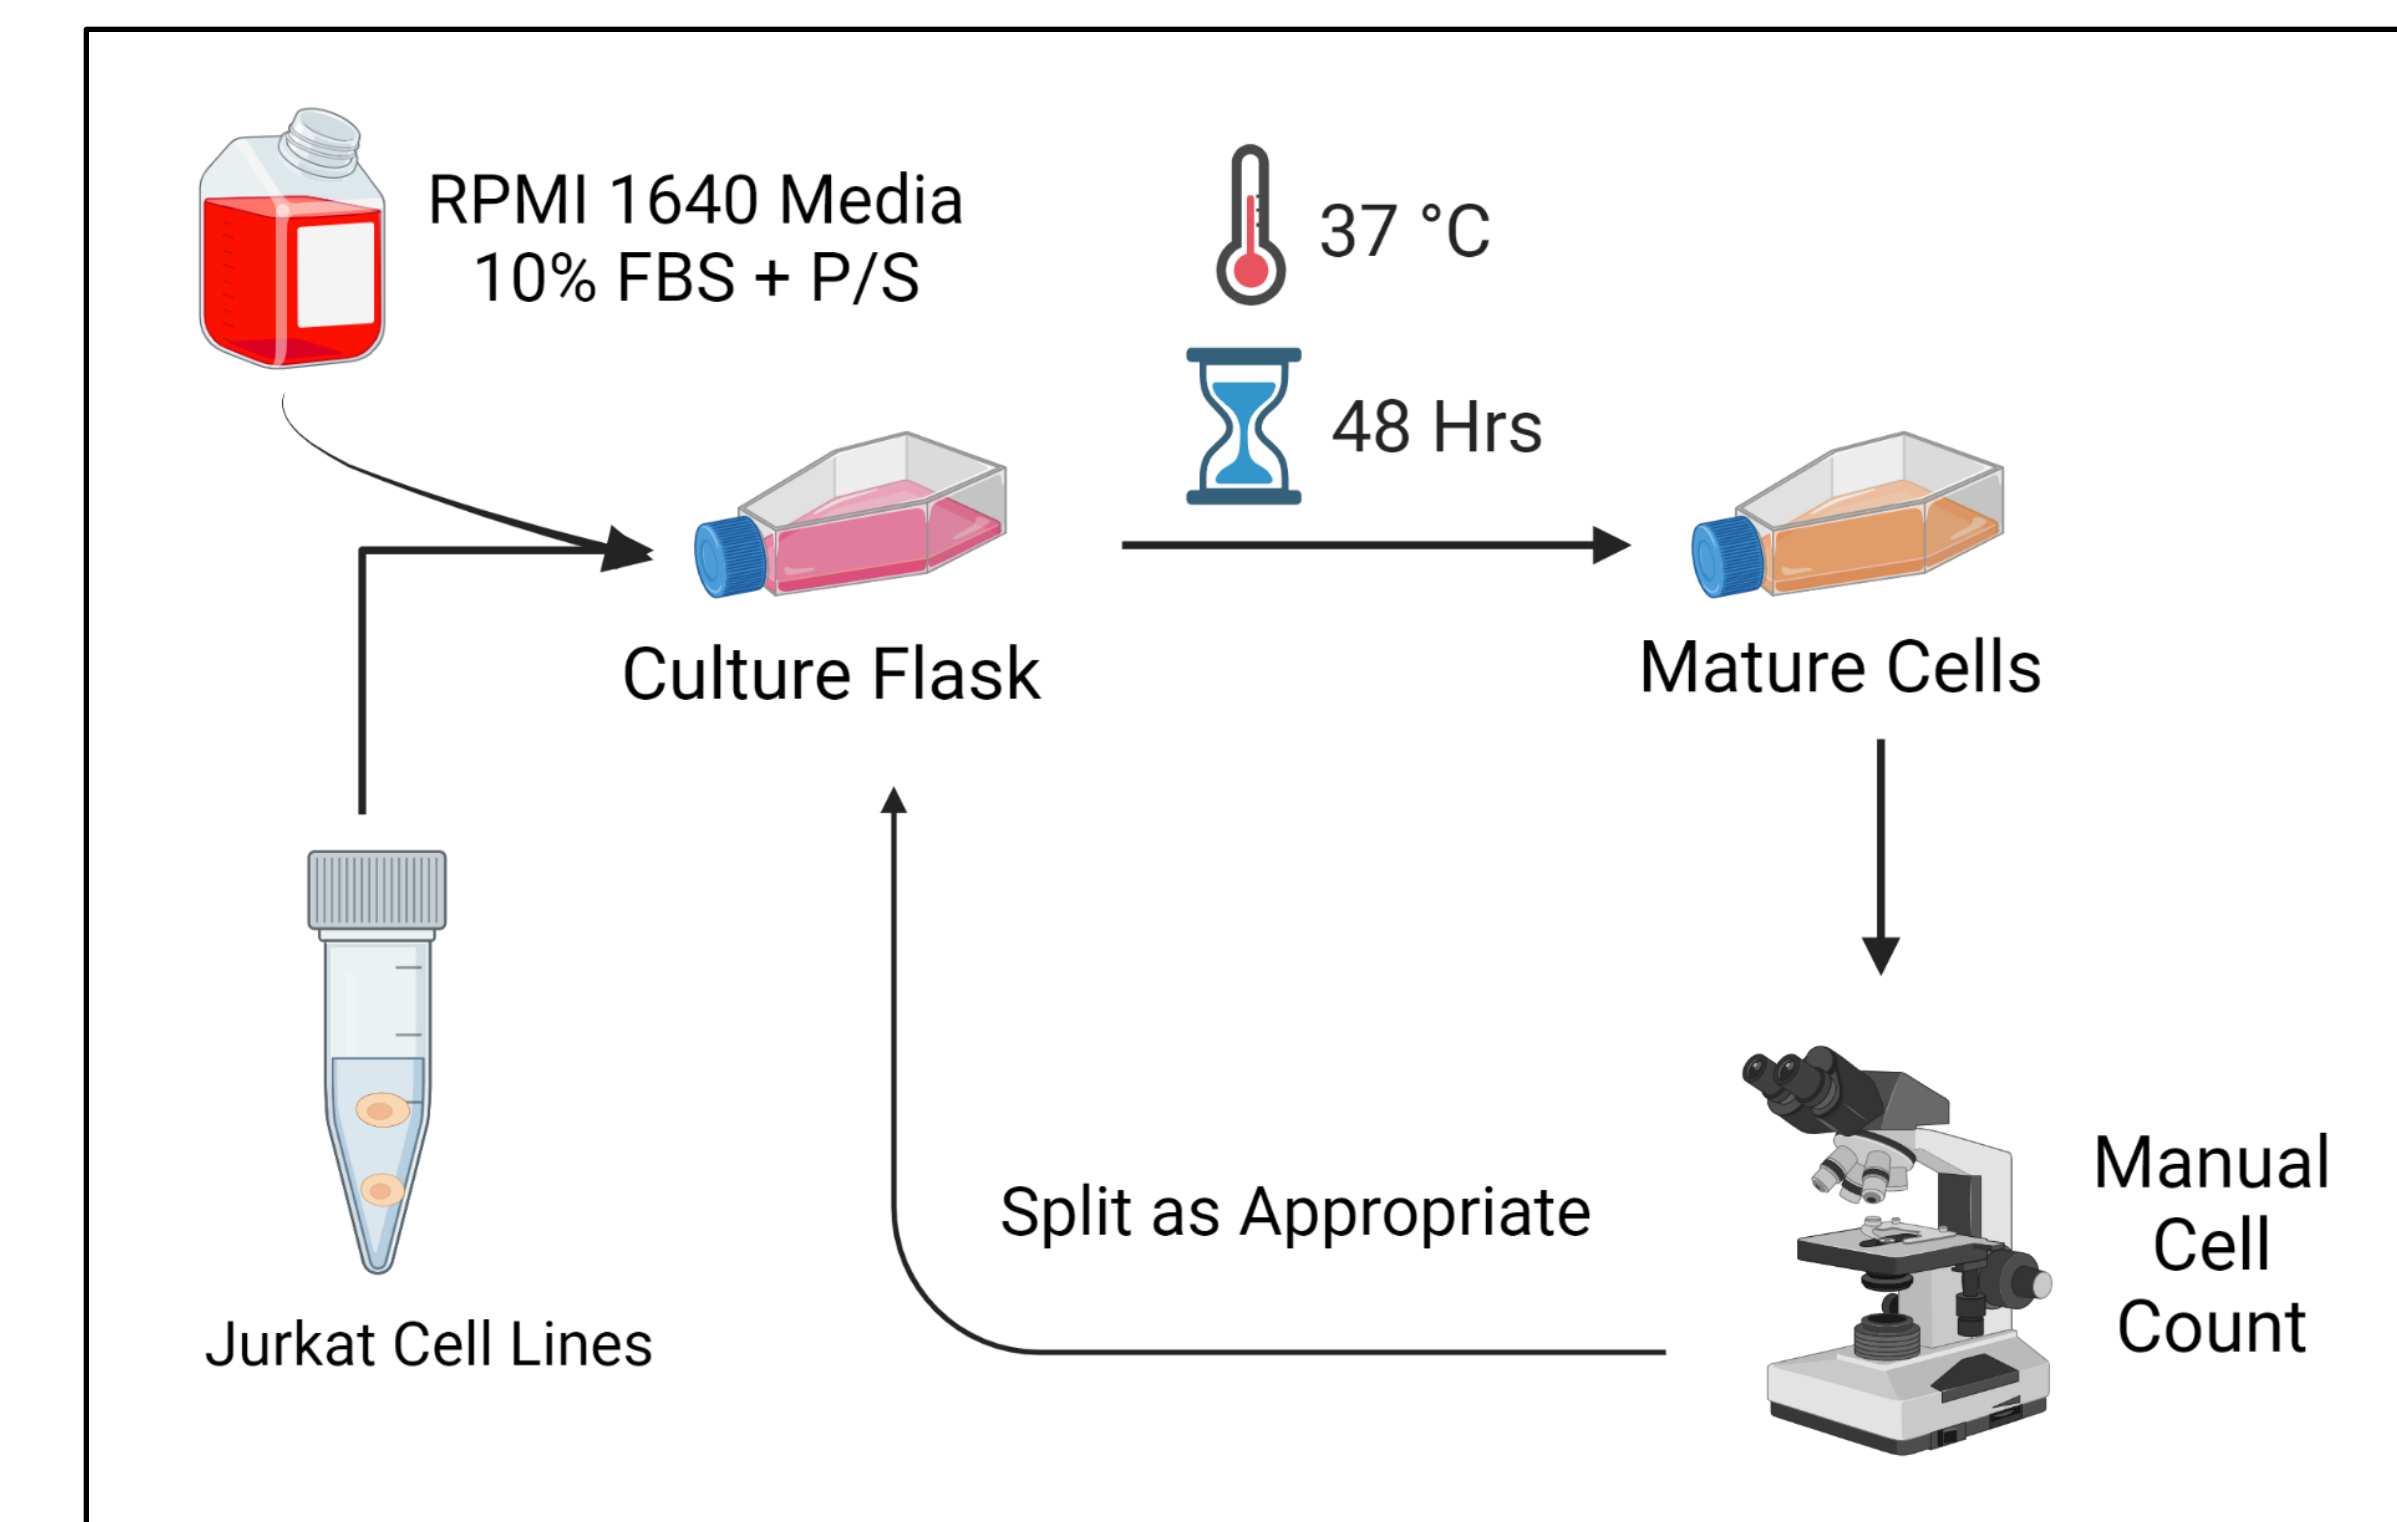 RPMI 1640 Media
10% FBS + P/S
37 °C
48 Hrs
Culture Flask
Mature Cells
Jurkat Cell Lines
Split as Appropriate
Manual
Cell
Count